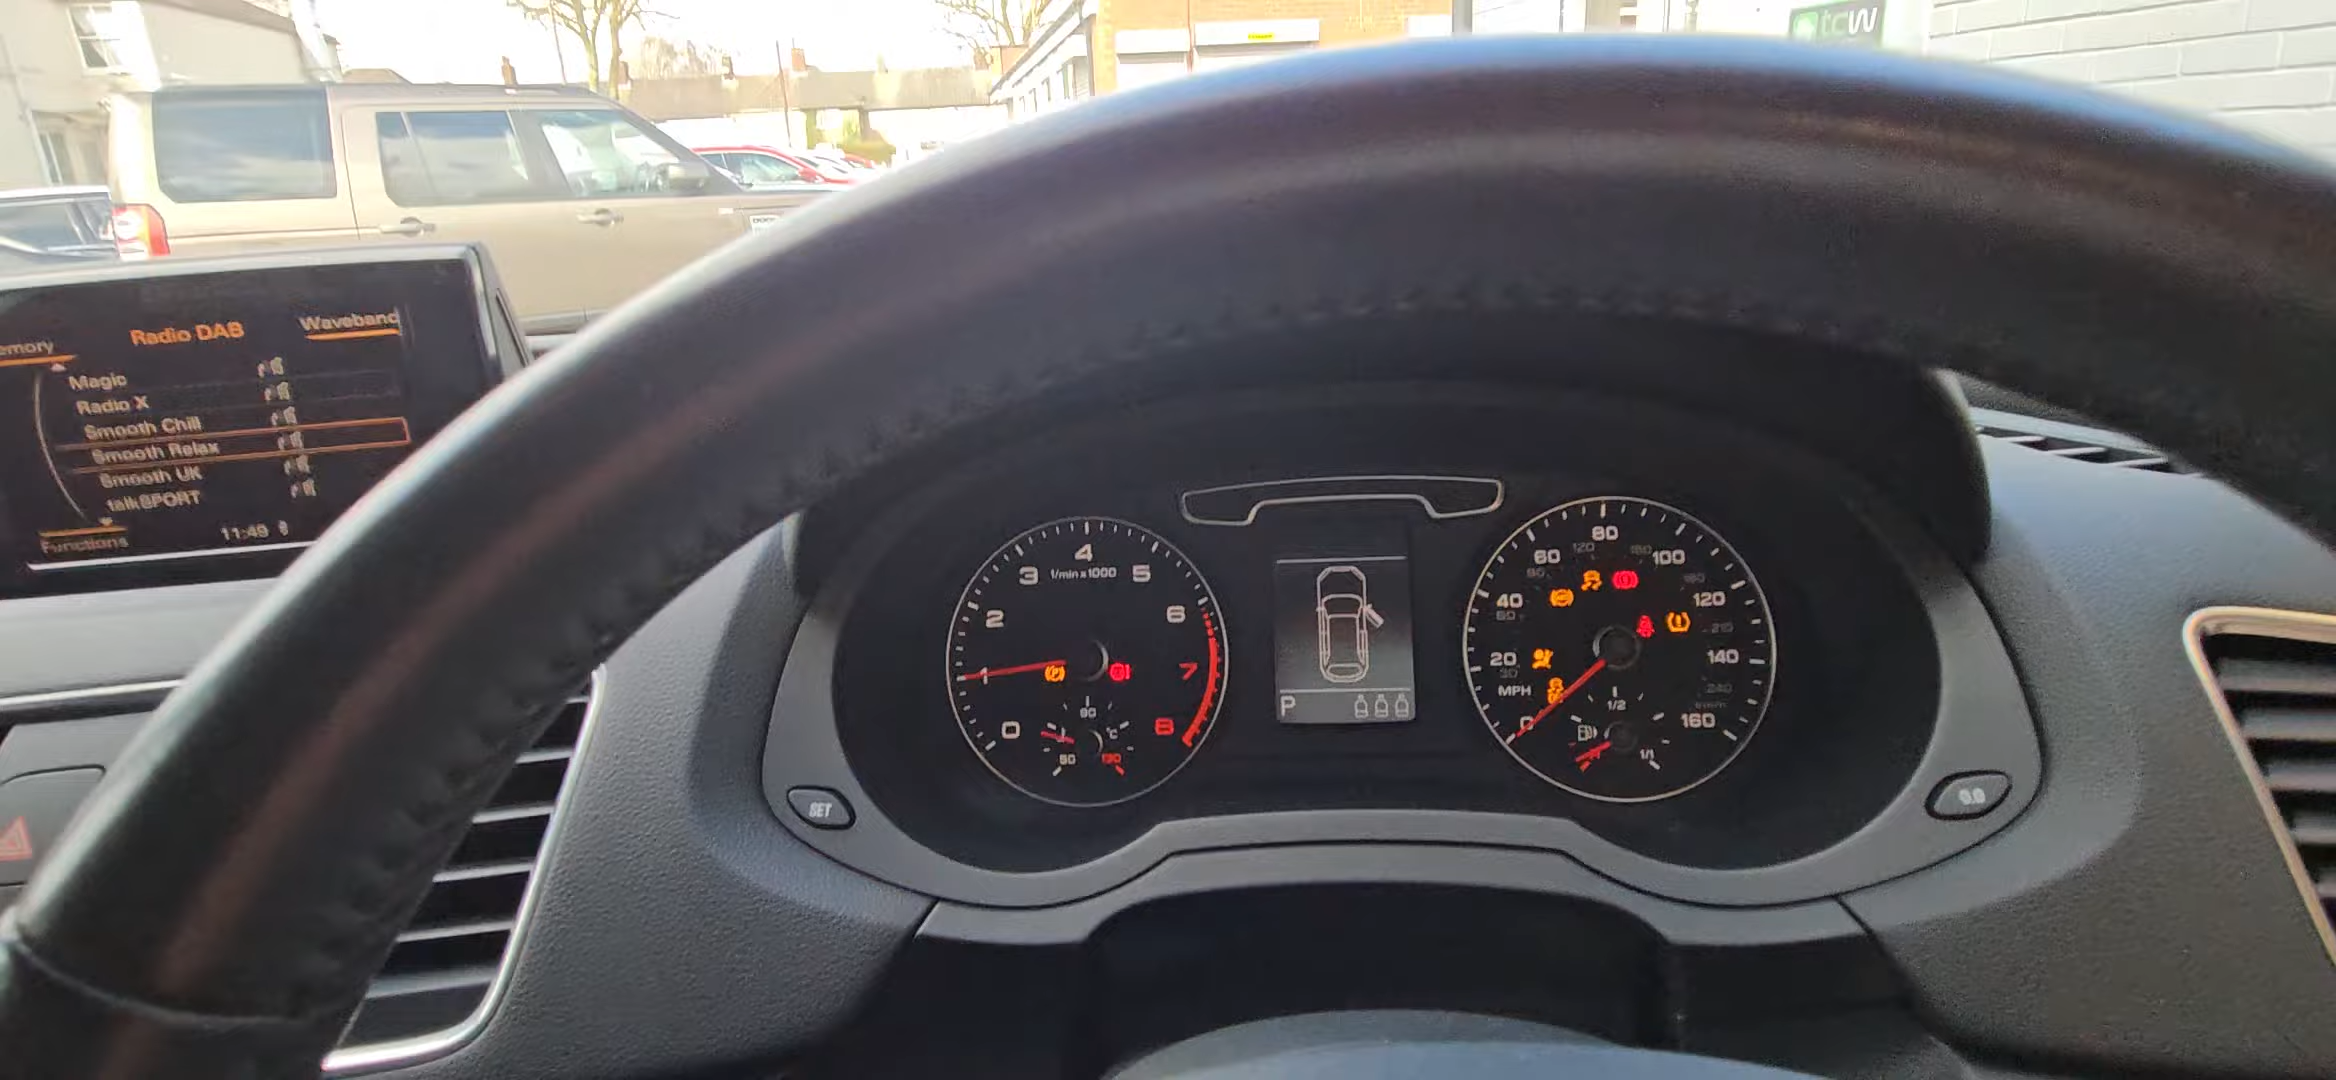 tcW
Radio DAB
Waveband
emory
Magic
Radio X
Smooth Chill
Smooth Relax
Smooth UK
talkSPORT
Functions
11:49
0
1
2
3
4
5
6
7
8
1/min x 1000
50
90
130
°C
P
MPH
0
20
40
60
80
100
120
140
160
1/2
1/1
SET
0.0